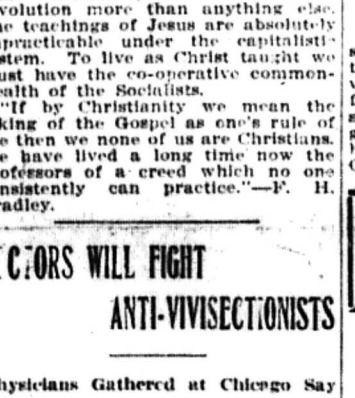 volution more than anything else.
he teachings of Jesus are absolutely
practicable under the capitalisti-
stem. To live as Christ taught we
ust have the co-operative common-
ealth of the Socialists.
"If by Christianity we mean the
king of the Gospel as one's rule of
e then we none of us are Christians.
e have lived a long time now the
ofessors of a creed which no one
nsistently can practice."—F. H.
radley.
CTORS WILL FIGHT
ANTI-VIVISECTIONISTS
hysicians Gathered at Chicago Say